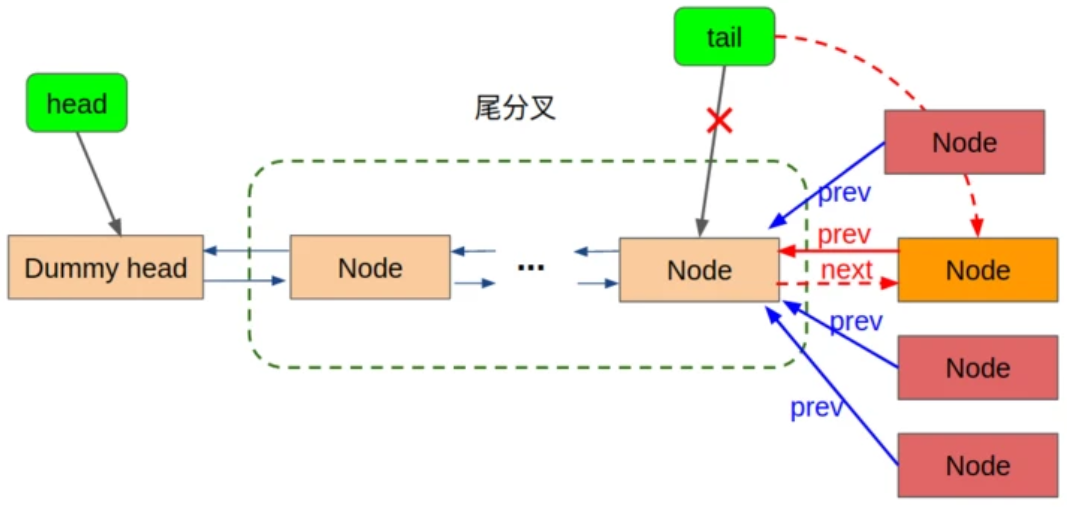 tail
head
尾分叉
Node
prev
prev
Dummy head
Node
...
Node
next
Node
prev
Node
prev
Node